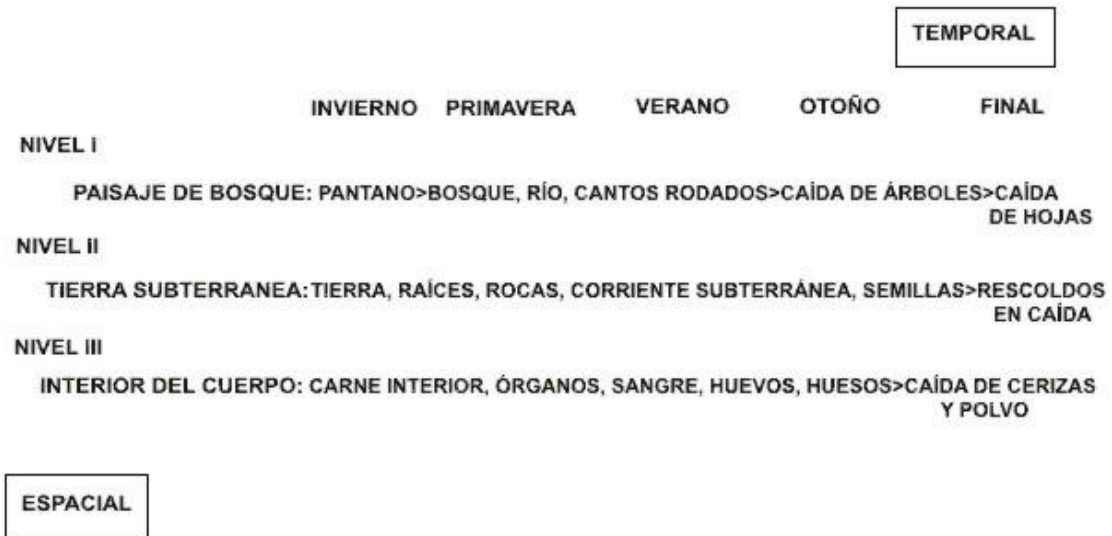 TEMPORAL
INVIERNO PRIMAVERA VERANO OTOÑO FINAL
NIVEL i
PAISAJE DE BOSQUE: PANTANO>BOSQUE, RÍO, CANTOS RODADOS>CAÍDA DE ÁRBOLES>CAÍDA
DE HOJAS
NIVEL iI
TIERRA SUBTERRANEA: TIERRA, RAÍCES, ROCAS, CORRIENTE SUBTERRÁNEA, SEMILLAS>RESCOLDOS
EN CAÍDA
NIVEL III
INTERIOR DEL CUERPO: CARNE INTERIOR, ÓRGANOS, SANGRE, HUEVOS, HUESOS>CAÍDA DE CERIZAS
Y POLVO
ESPACIAL